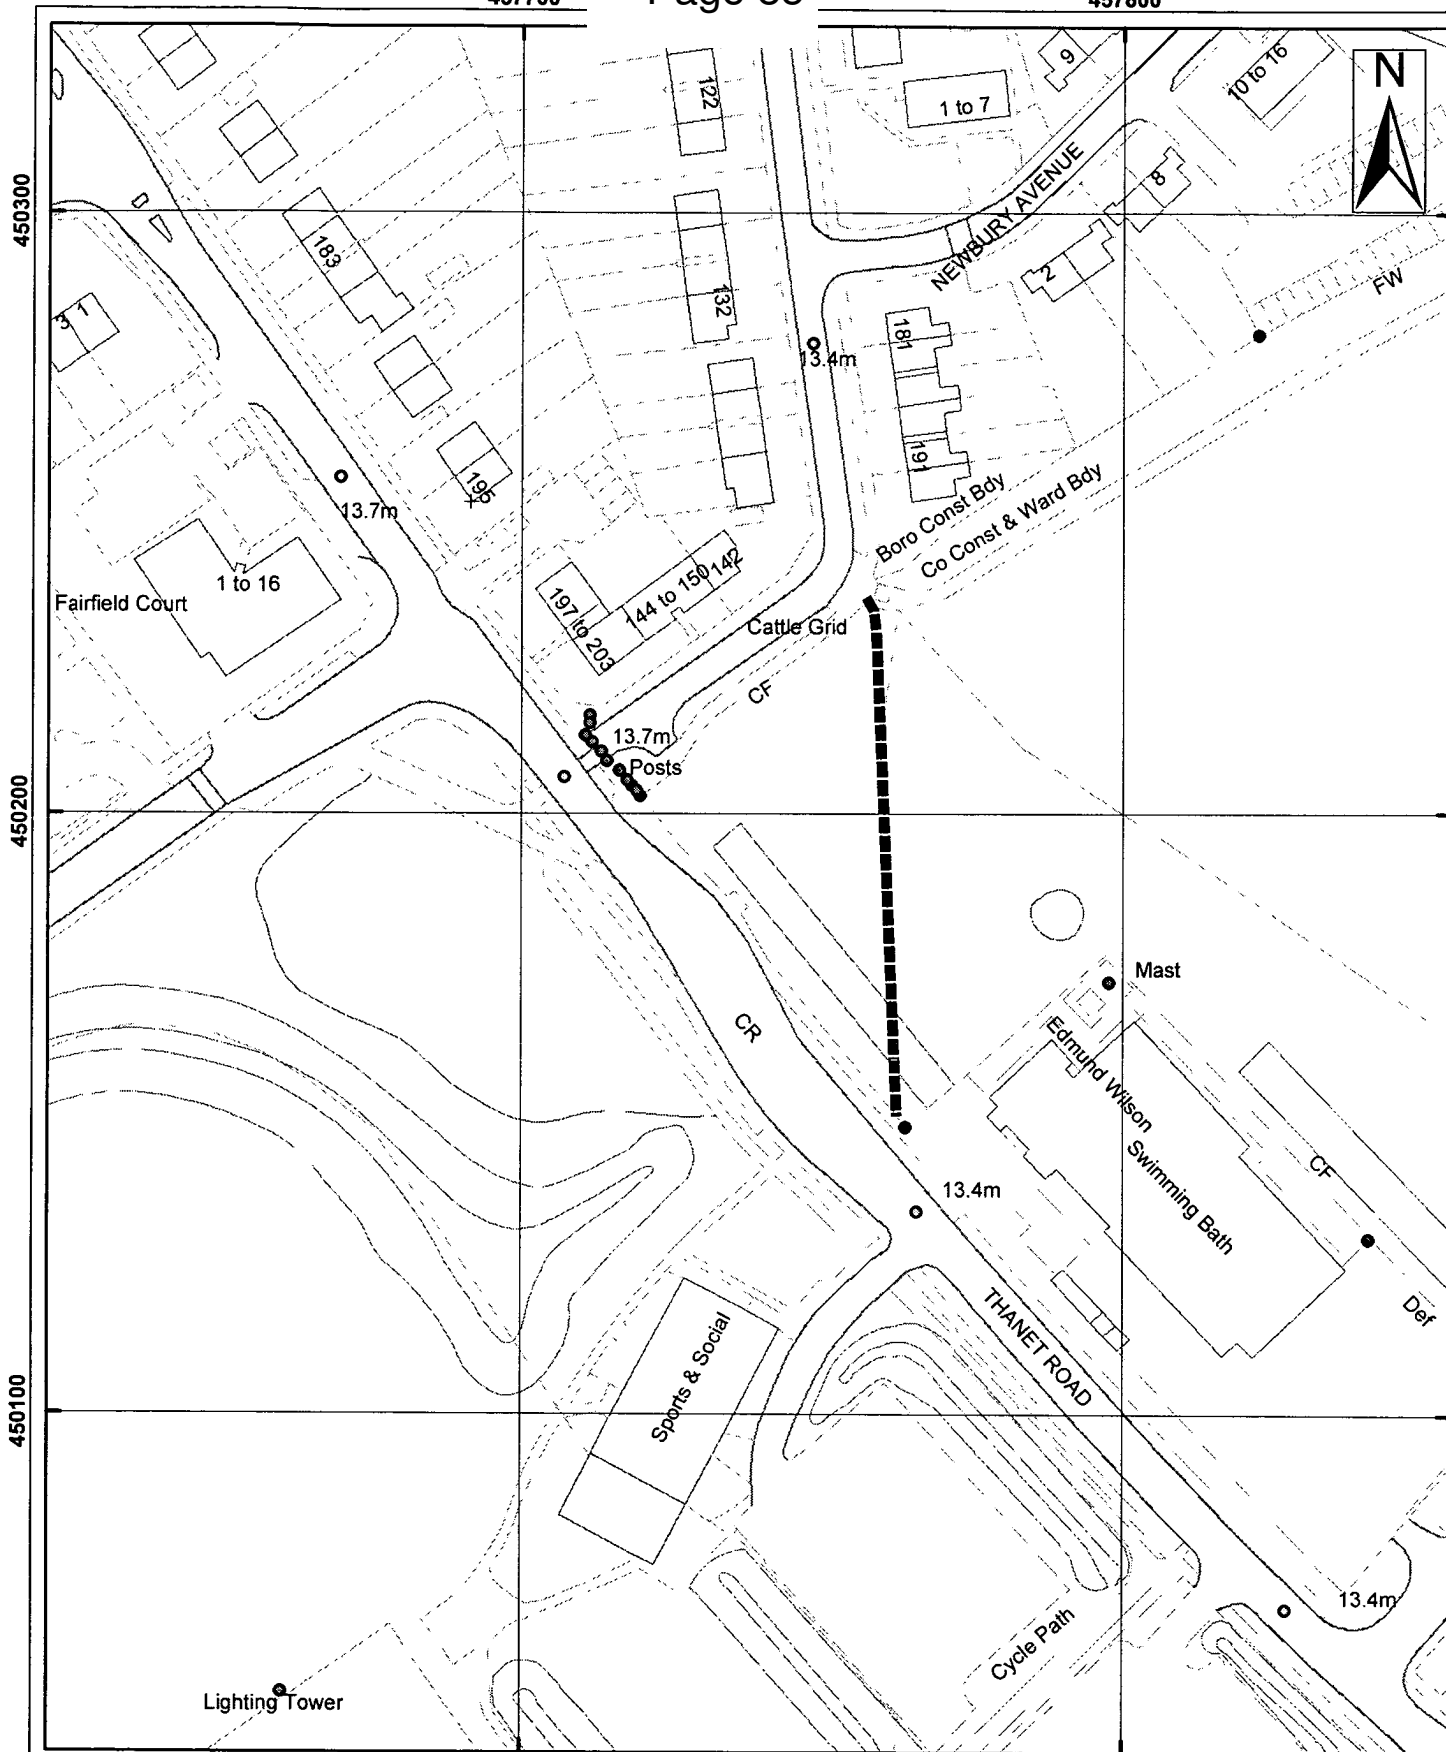 Page 88
457700
457800
N
122
1 to 7
9
10 to 16
450300
183
NEWBURY AVENUE
8
2
132
FW
3 1
181
13.4m
191
195
13.7m
Boro Const Bdy
Co Const & Ward Bdy
1 to 16
Fairfield Court
197 to 203
144 to 150
142
Cattle Grid
CF
13.7m
Posts
450200
Mast
CR
Edmund Wilson
Swimming Bath
CF
13.4m
Def
THANET ROAD
Sports & Social
450100
Cycle Path
13.4m
Lighting Tower